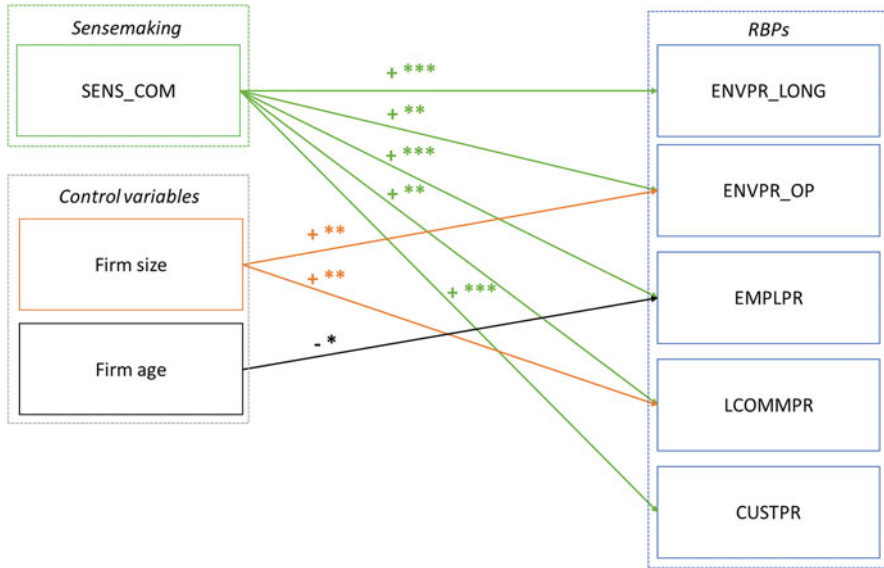 Sensemaking
SENS_COM
Control variables
Firm size
Firm age
+ ***
+ **
+ ***
+ **
+ **
+ **
+ ***
- *
RBPs
ENVPR_LONG
ENVPR_OP
EMPLPR
LCOMMPR
CUSTPR